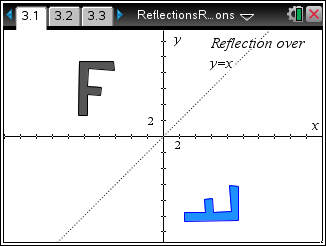 3.1 3.2 3.3 ReflectionsR...ons
y
Reflection over
y=x
F
2
x
2
F